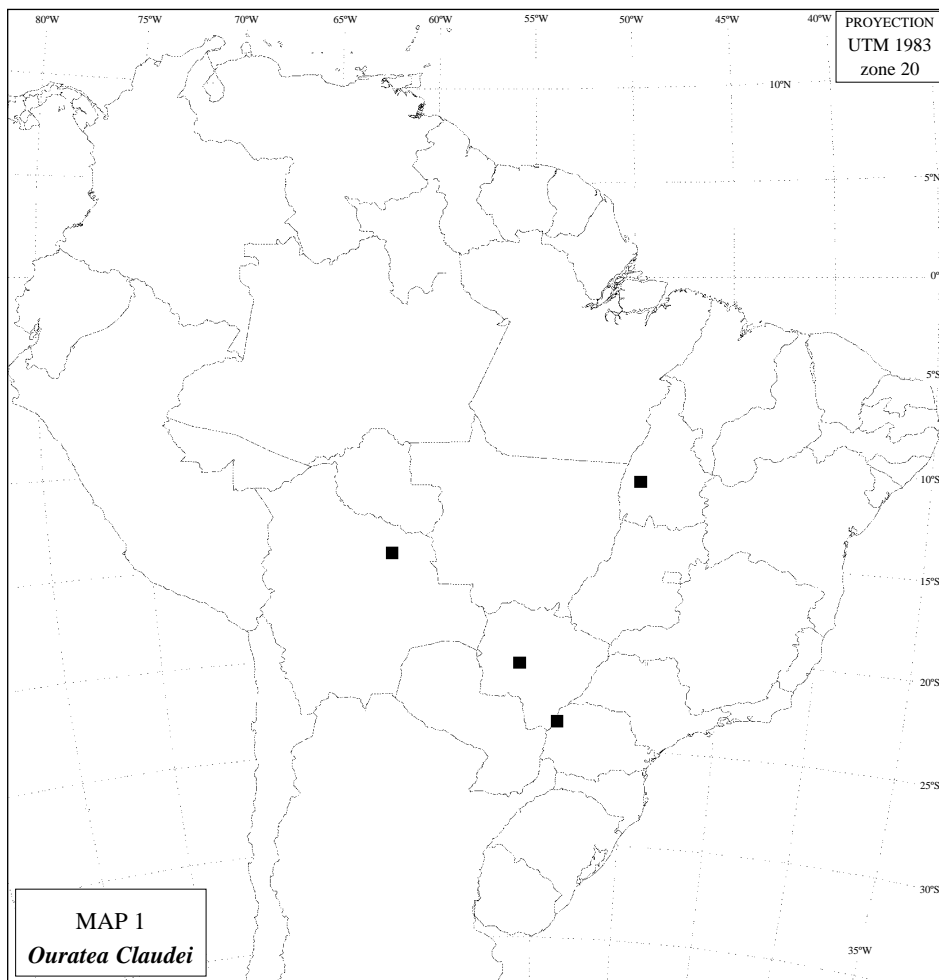 80ºW 75ºW 70ºW 65ºW 60ºW 55ºW 50ºW 45ºW 40ºW
PROYECTION
UTM 1983
zone 20
10ºN
5ºN
0º
5ºS
10ºS
15ºS
20ºS
25ºS
30ºS
35ºW
MAP 1
Ouratea Claudei